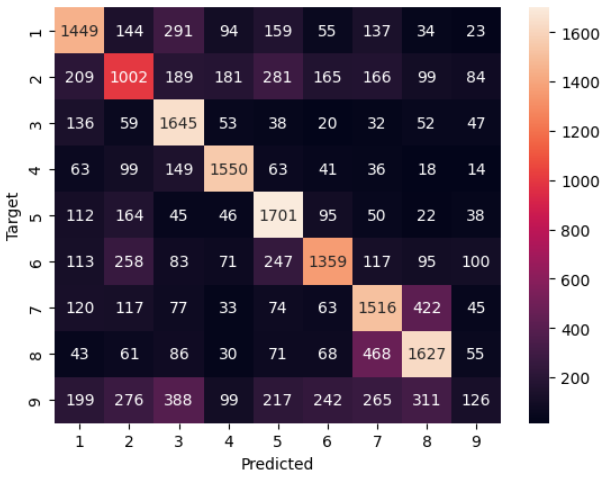 1 1449 144 291 94 159 55 137 34 23
2 209 1002 189 181 281 165 166 99 84
3 136 59 1645 53 38 20 32 52 47
4 63 99 149 1550 63 41 36 18 14
5 112 164 45 46 1701 95 50 22 38
6 113 258 83 71 247 1359 117 95 100
7 120 117 77 33 74 63 1516 422 45
8 43 61 86 30 71 68 468 1627 55
9 199 276 388 99 217 242 265 311 126
1 2 3 4 5 6 7 8 9
Predicted
Target
1600
1400
1200
1000
800
600
400
200